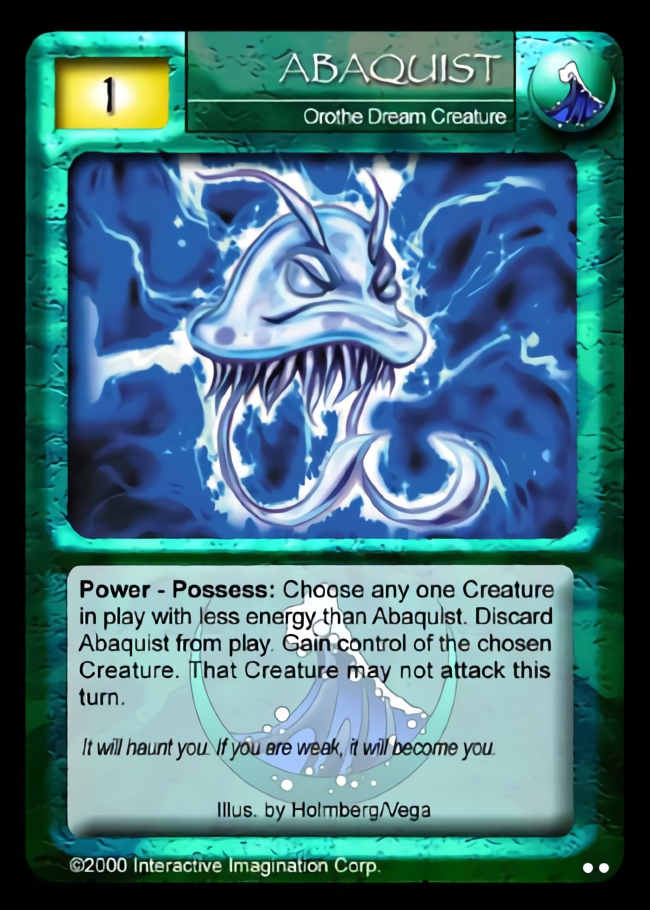 1
ABAQUIST
Orothe Dream Creature
Power - Possess: Choose any one Creature
in play with less energy than Abaquist. Discard
Abaquist from play. Gain control of the chosen
Creature. That Creature may not attack this
turn.
It will haunt you. If you are weak, it will become you.
Illus. by Holmberg/Vega
©2000 Interactive Imagination Corp.